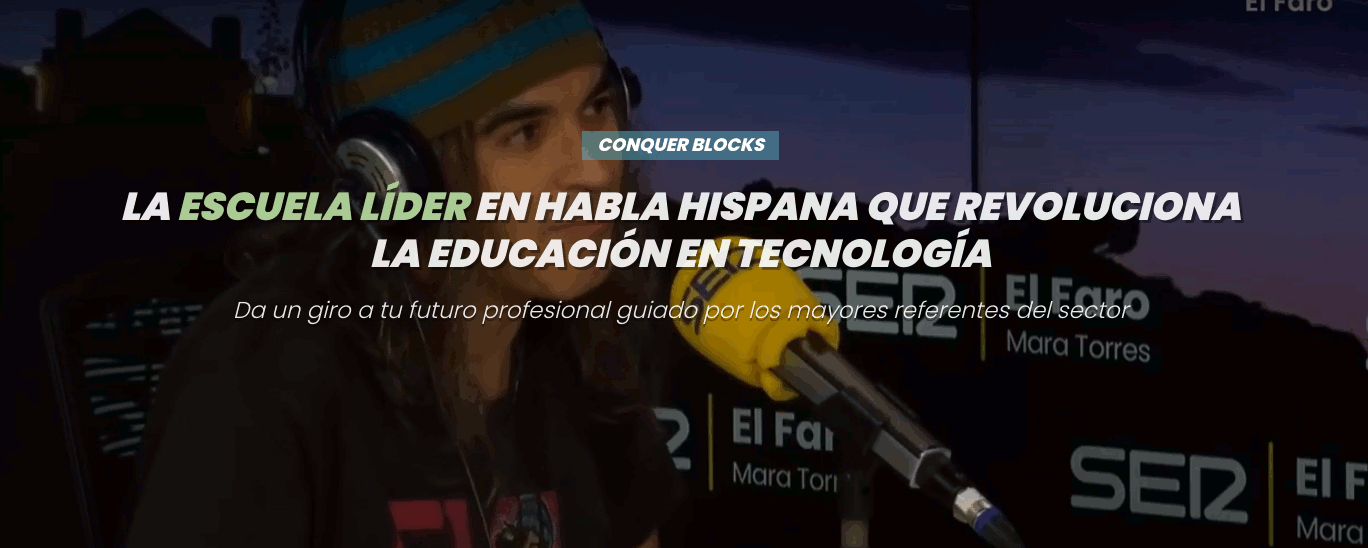 El Faro
CONQUER BLOCKS
LA ESCUELA LÍDER EN HABLA HISPANA QUE REVOLUCIONA
LA EDUCACIÓN EN TECNOLOGÍA
Da un giro a tu futuro profesional guiado por los mayores referentes del sector
SER
SER
El Faro
Mara Torres
El Far
Mara Torr
SER
El F
Mara